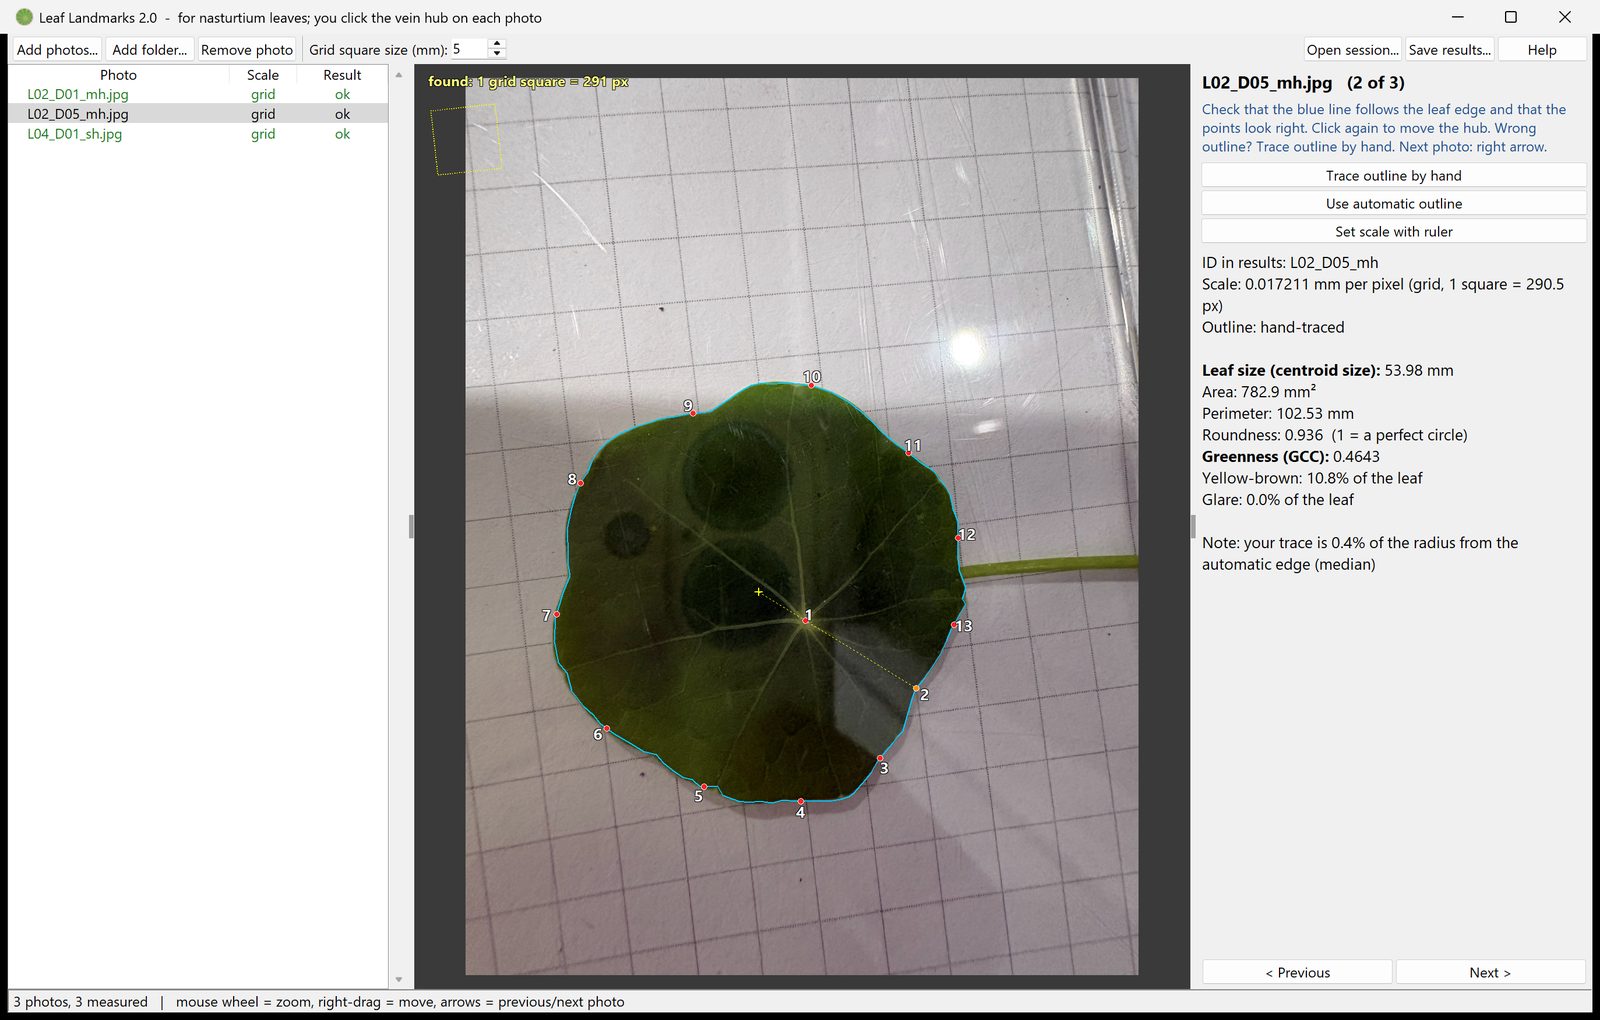 Leaf Landmarks 2.0 - for nasturtium leaves; you click the vein hub on each photo
Add photos... Add folder... Remove photo Grid square size (mm): 5 Open session... Save results... Help
Photo Scale Result
L02_D01_mh.jpg grid ok
L02_D05_mh.jpg grid ok
L04_D01_sh.jpg grid ok
found: 1 grid square = 291 px
10
9
11
8
12
7
1
13
2
6
3
5
4
L02_D05_mh.jpg (2 of 3)
Check that the blue line follows the leaf edge and that the
points look right. Click again to move the hub. Wrong
outline? Trace outline by hand. Next photo: right arrow.
Trace outline by hand
Use automatic outline
Set scale with ruler
ID in results: L02_D05_mh
Scale: 0.017211 mm per pixel (grid, 1 square = 290.5
px)
Outline: hand-traced
Leaf size (centroid size): 53.98 mm
Area: 782.9 mm²
Perimeter: 102.53 mm
Roundness: 0.936 (1 = a perfect circle)
Greenness (GCC): 0.4643
Yellow-brown: 10.8% of the leaf
Glare: 0.0% of the leaf
Note: your trace is 0.4% of the radius from the
automatic edge (median)
< Previous Next >
3 photos, 3 measured | mouse wheel = zoom, right-drag = move, arrows = previous/next photo